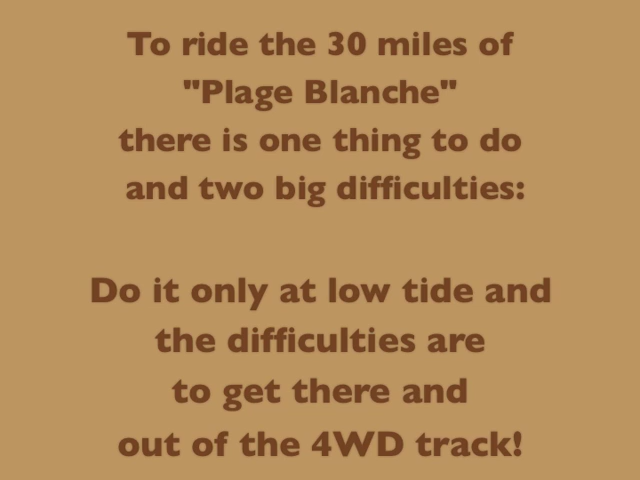 To ride the 30 miles of
"Plage Blanche"
there is one thing to do
and two big difficulties:
Do it only at low tide and
the difficulties are
to get there and
out of the 4WD track!